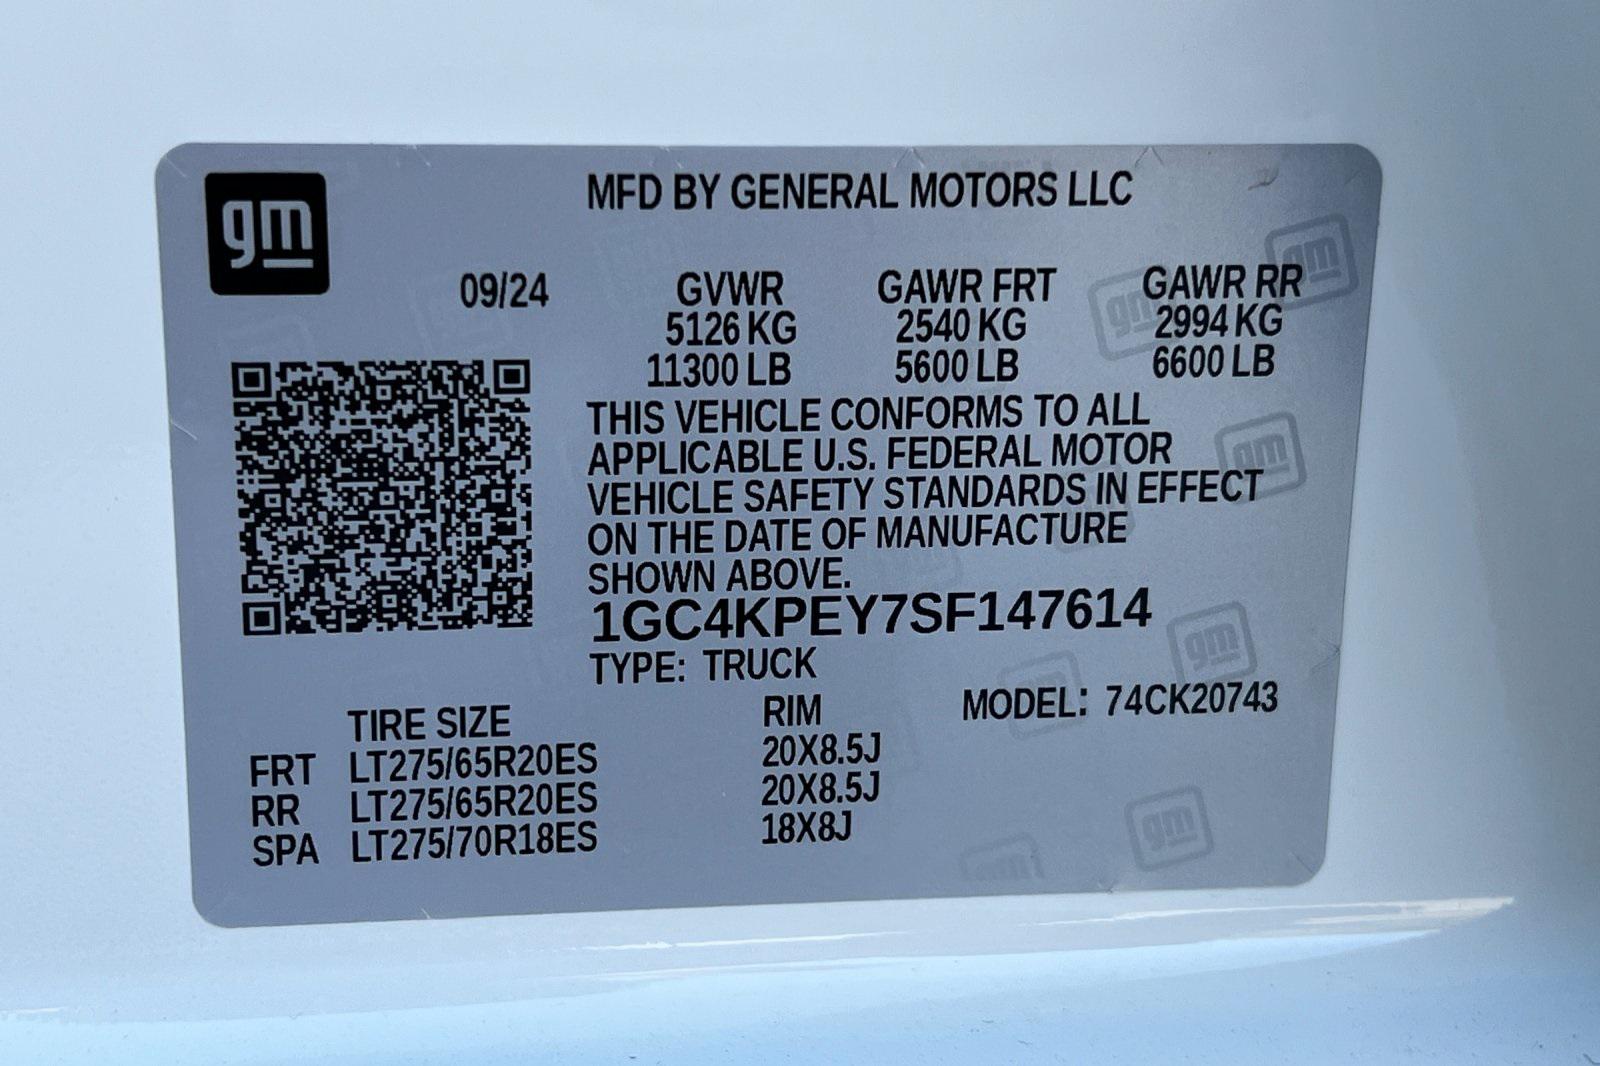 gm
MFD BY GENERAL MOTORS LLC
09/24 GVWR GAWR FRT GAWR RR
5126 KG 2540 KG 2994 KG
11300 LB 5600 LB 6600 LB
THIS VEHICLE CONFORMS TO ALL
APPLICABLE U.S. FEDERAL MOTOR
VEHICLE SAFETY STANDARDS IN EFFECT
ON THE DATE OF MANUFACTURE
SHOWN ABOVE.
1GC4KPEY7SF147614
TYPE: TRUCK
TIRE SIZE RIM MODEL: 74CK20743
FRT LT275/65R20ES 20X8.5J
RR LT275/65R20ES 20X8.5J
SPA LT275/70R18ES 18X8J